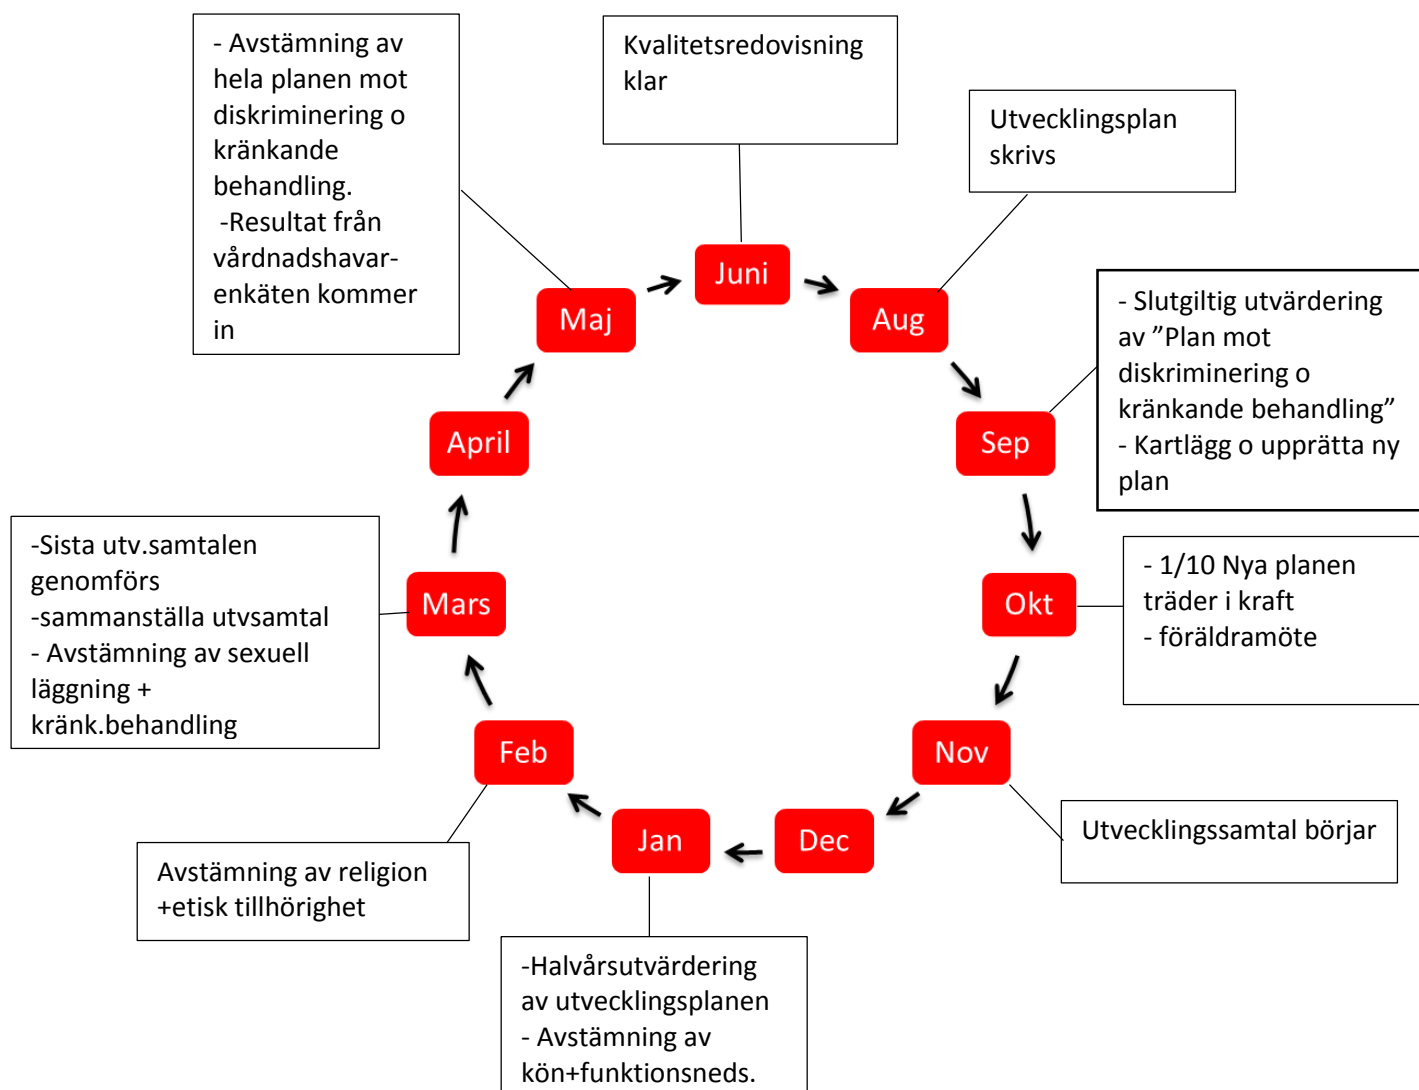 - Avstämning av
hela planen mot
diskriminering o
kränkande
behandling.
-Resultat från
vårdnadshavar-
enkäten kommer
in
Kvalitetsredovisning
klar
Utvecklingsplan
skrivs
Juni
Maj
Aug
- Slutgiltig utvärdering
av ”Plan mot
diskriminering o
kränkande behandling”
- Kartlägg o upprätta ny
plan
April
Sep
-Sista utv.samtalen
genomförs
-sammanställa utvsamtal
- Avstämning av sexuell
läggning +
kränk.behandling
Mars
Okt
- 1/10 Nya planen
träder i kraft
- föräldramöte
Feb
Nov
Jan
Dec
Utvecklingssamtal börjar
Avstämning av religion
+etisk tillhörighet
-Halvårsutvärdering
av utvecklingsplanen
- Avstämning av
kön+funktionsneds.